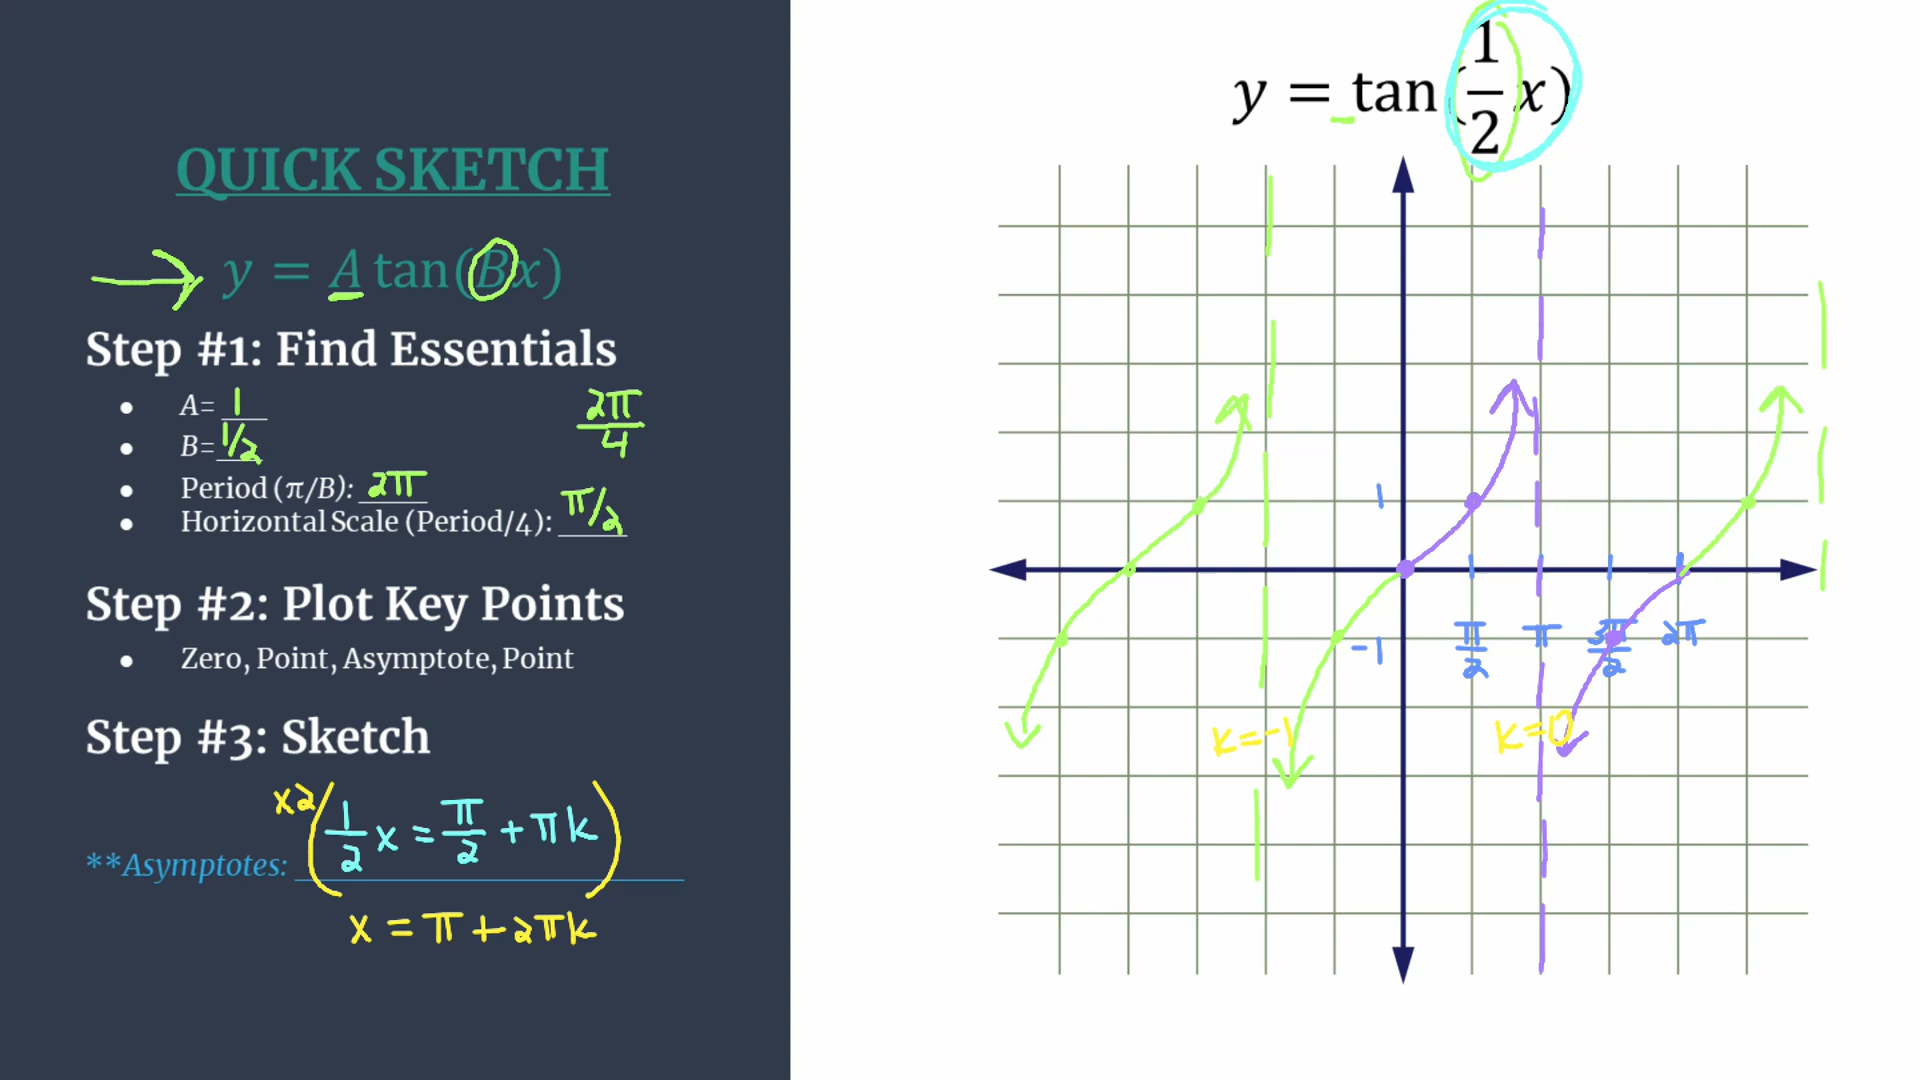 QUICK SKETCH
y = A tan(Bx)
Step #1: Find Essentials
A= 1
B= 1/2
Period (π/B): 2π
Horizontal Scale (Period/4): π/2
2π/4
Step #2: Plot Key Points
Zero, Point, Asymptote, Point
Step #3: Sketch
x2 (1/2 x = π/2 + πk)
**Asymptotes:
x = π + 2πk
y = tan(1/2 x)
1
-1
π/2 π 3π/2 2π
k=-1
k=0